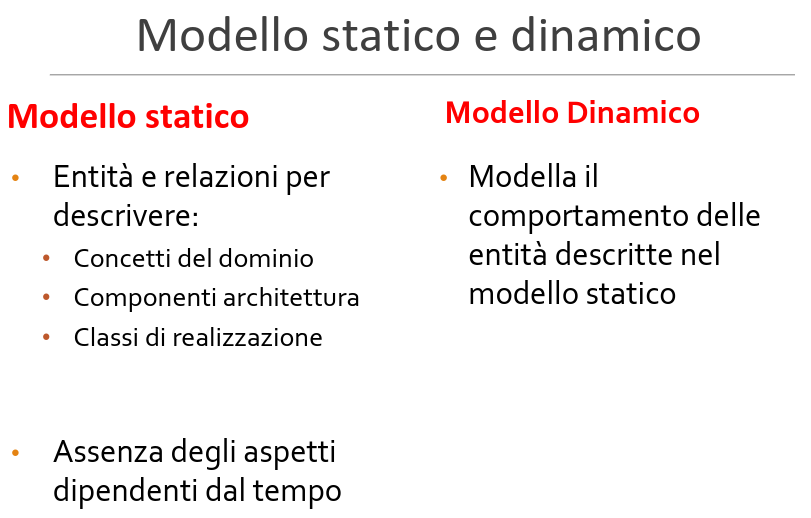 Modello statico e dinamico
Modello statico
• Entità e relazioni per
descrivere:
• Concetti del dominio
• Componenti architettura
• Classi di realizzazione
• Assenza degli aspetti
dipendenti dal tempo
Modello Dinamico
• Modella il
comportamento delle
entità descritte nel
modello statico